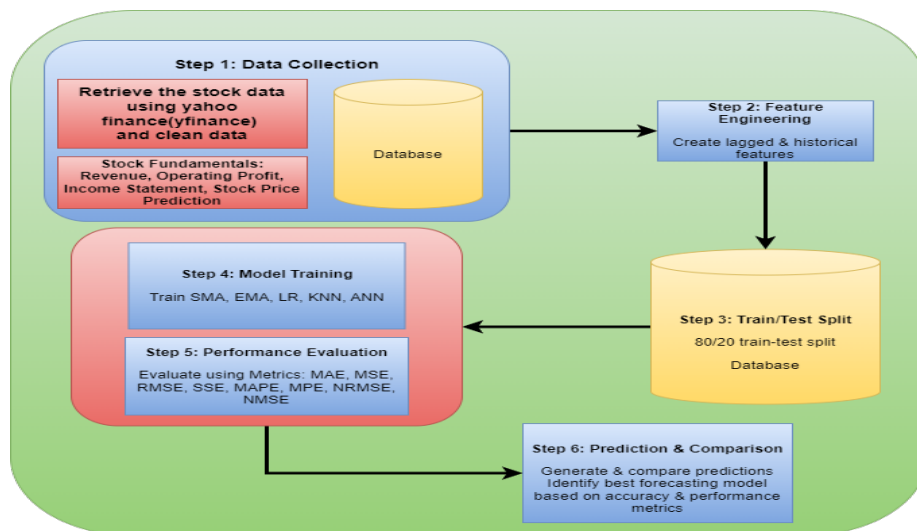 Step 1: Data Collection
Retrieve the stock data
using yahoo
finance(yfinance)
and clean data
Stock Fundamentals:
Revenue, Operating Profit,
Income Statement, Stock Price
Prediction
Database
Step 2: Feature
Engineering
Create lagged & historical
features
Step 3: Train/Test Split
80/20 train-test split
Database
Step 4: Model Training
Train SMA, EMA, LR, KNN, ANN
Step 5: Performance Evaluation
Evaluate using Metrics: MAE, MSE,
RMSE, SSE, MAPE, MPE, NRMSE,
NMSE
Step 6: Prediction & Comparison
Generate & compare predictions
Identify best forecasting model
based on accuracy & performance
metrics